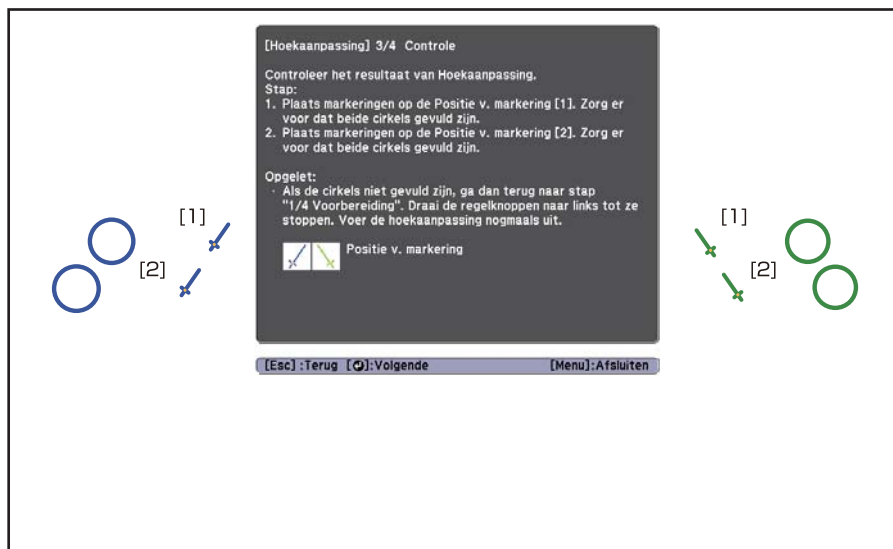 [Hoekaanpassing] 3/4 Controle
Controleer het resultaat van Hoekaanpassing.
Stap:
1. Plaats markeringen op de Positie v. markering [1]. Zorg er
voor dat beide cirkels gevuld zijn.
2. Plaats markeringen op de Positie v. markering [2]. Zorg er
voor dat beide cirkels gevuld zijn.
Opgelet:
· Als de cirkels niet gevuld zijn, ga dan terug naar stap
"1/4 Voorbereiding". Draai de regelknoppen naar links tot ze
stoppen. Voer de hoekaanpassing nogmaals uit.
[1] [1]
[2] [2]
Positie v. markering
[Esc] :Terug [⏎]:Volgende [Menu]:Afsluiten